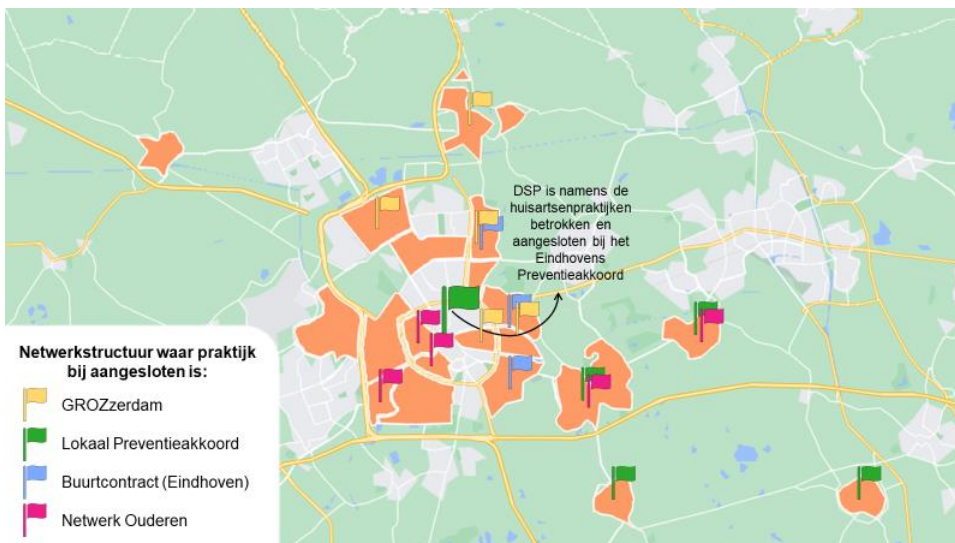 DSP is namens de
huisartsenpraktijken
betrokken en
aangesloten bij het
Eindhovens
Preventieakkoord
Netwerkstructuur waar praktijk
bij aangesloten is:
GROZzerdam
Lokaal Preventieakkoord
Buurtcontract (Eindhoven)
Netwerk Ouderen